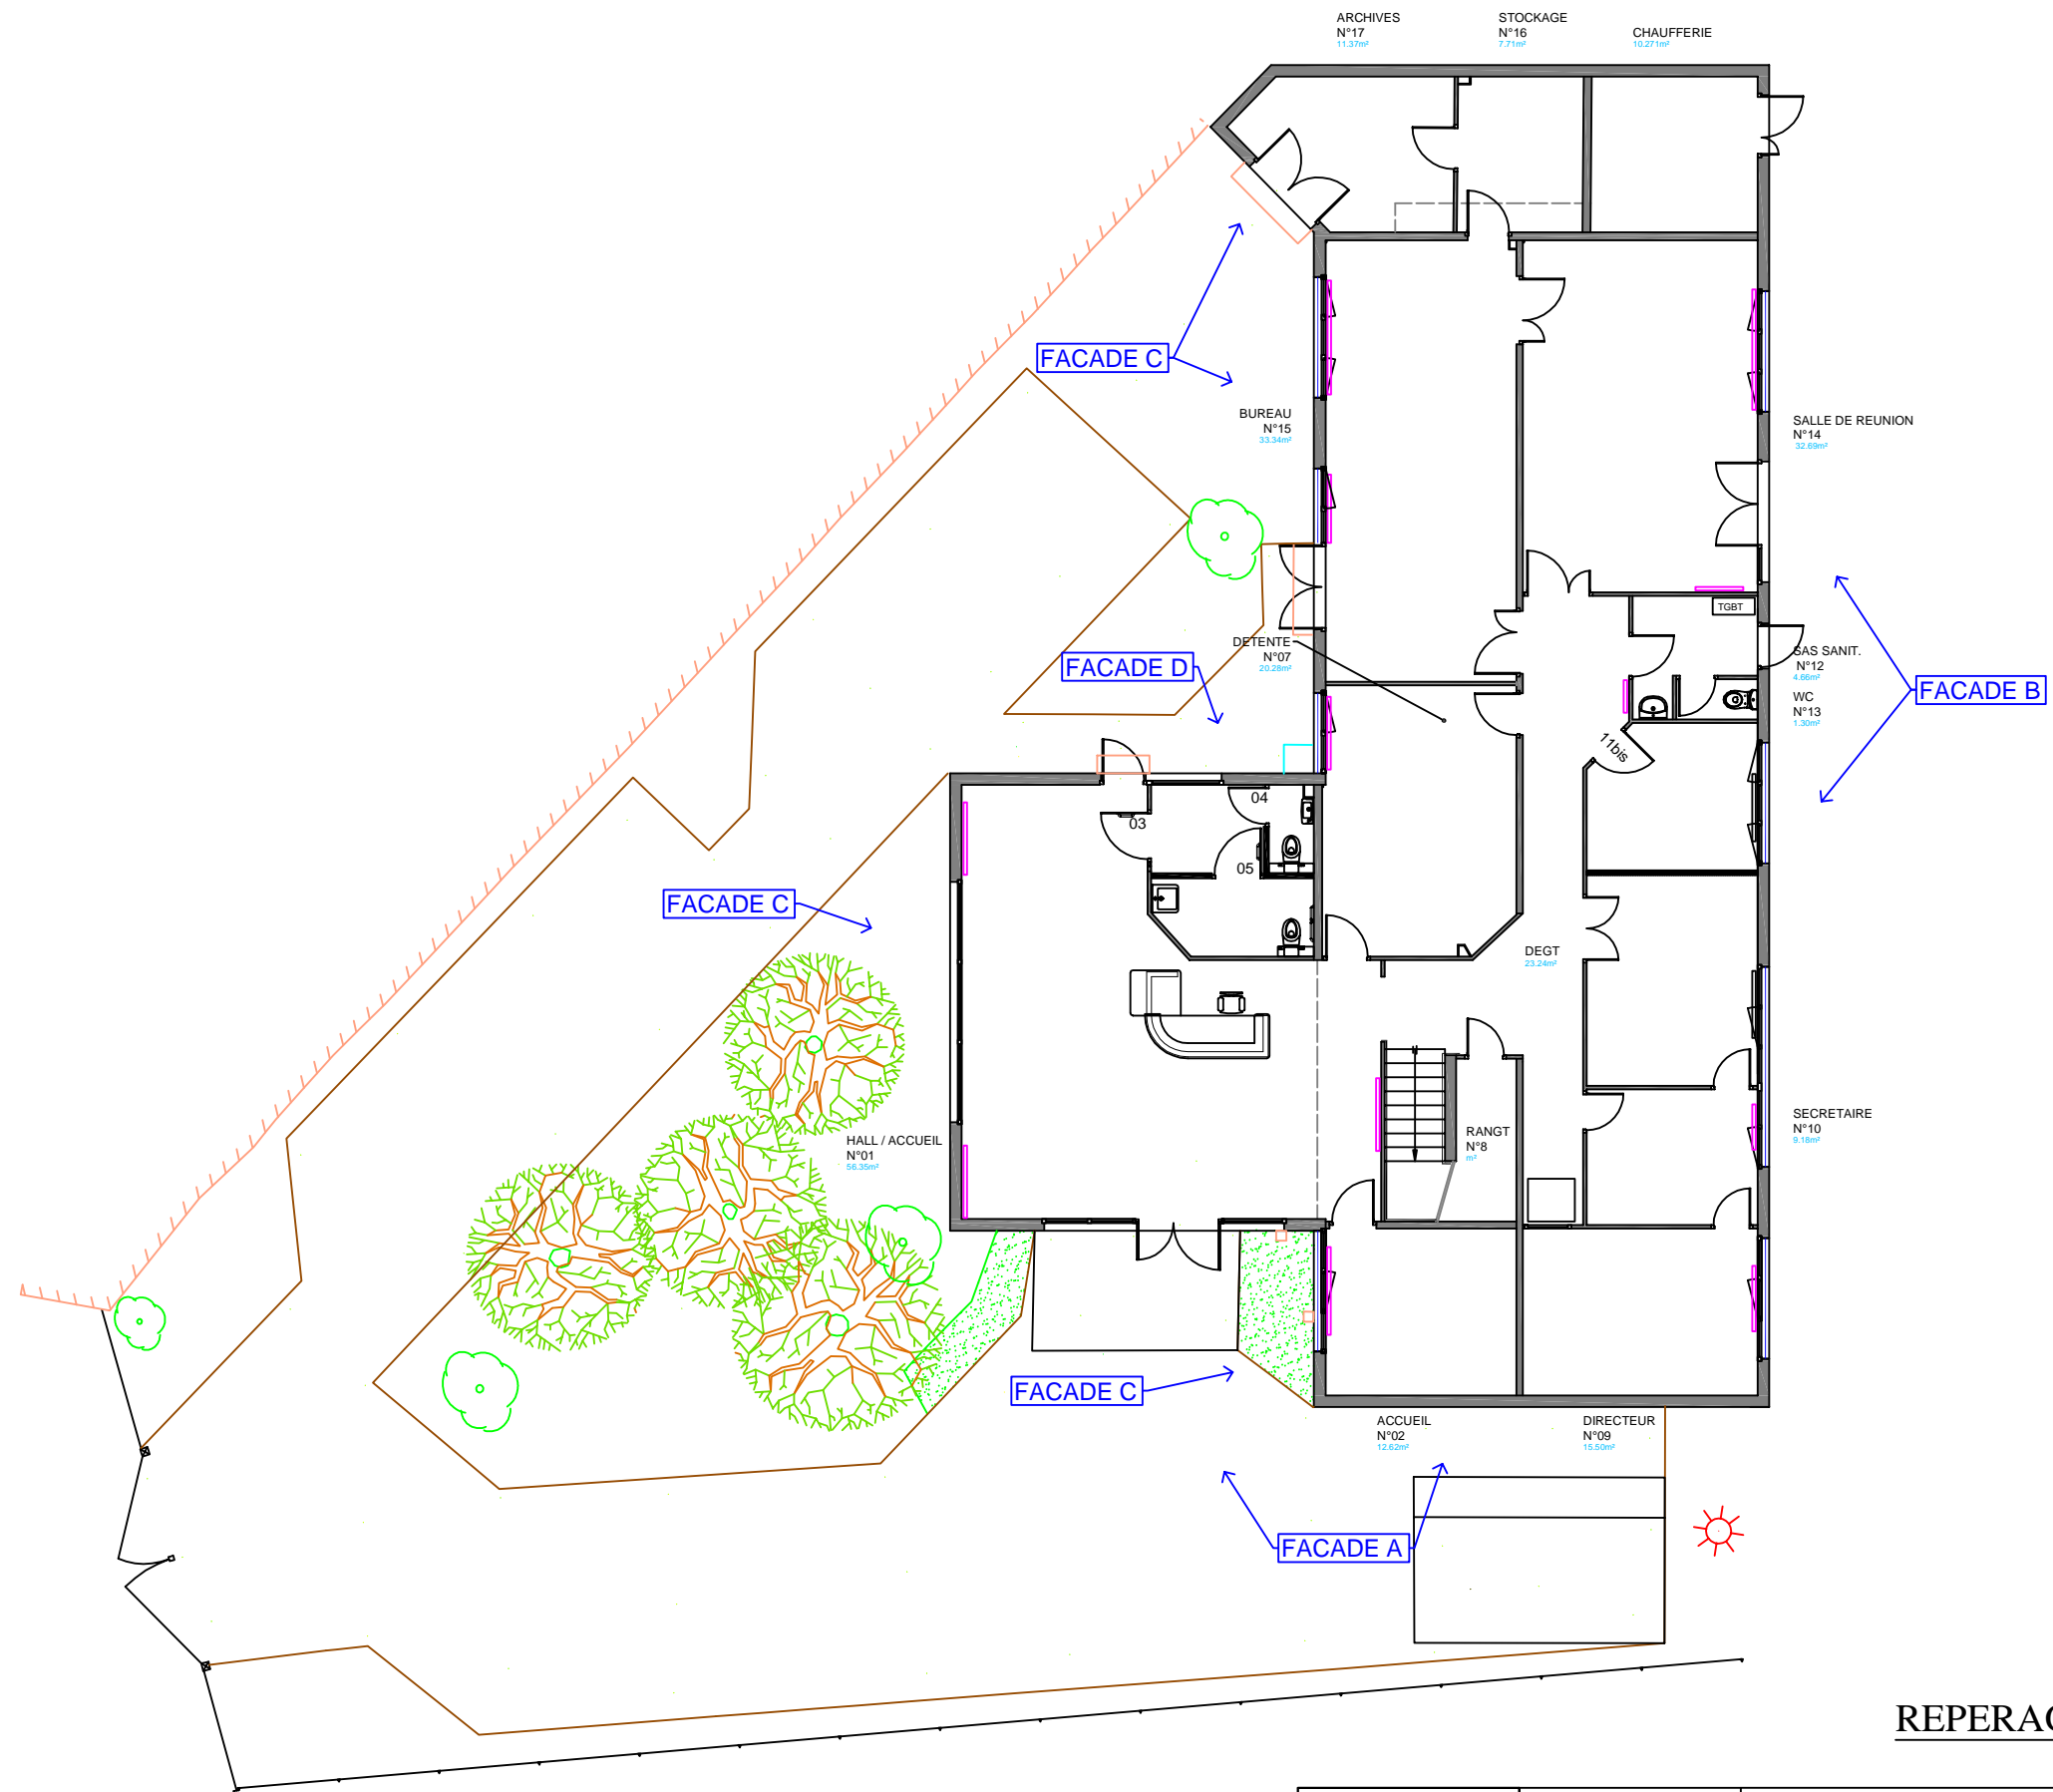 ARCHIVES
N°17
11.37m²
STOCKAGE
N°16
7.71m²
CHAUFFERIE
10.271m²
FACADE C
BUREAU
N°15
33.34m²
SALLE DE REUNION
N°14
32.69m²
TGBT
DETENTE
N°07
20.28m²
FACADE D
SAS SANIT.
N°12
4.66m²
WC
N°13
1.30m²
FACADE B
11bis
04
03
05
FACADE C
DEGT
23.24m²
HALL / ACCUEIL
N°01
56.35m²
RANGT
N°8
m²
SECRETAIRE
N°10
9.18m²
FACADE C
ACCUEIL
N°02
12.62m²
DIRECTEUR
N°09
15.50m²
FACADE A